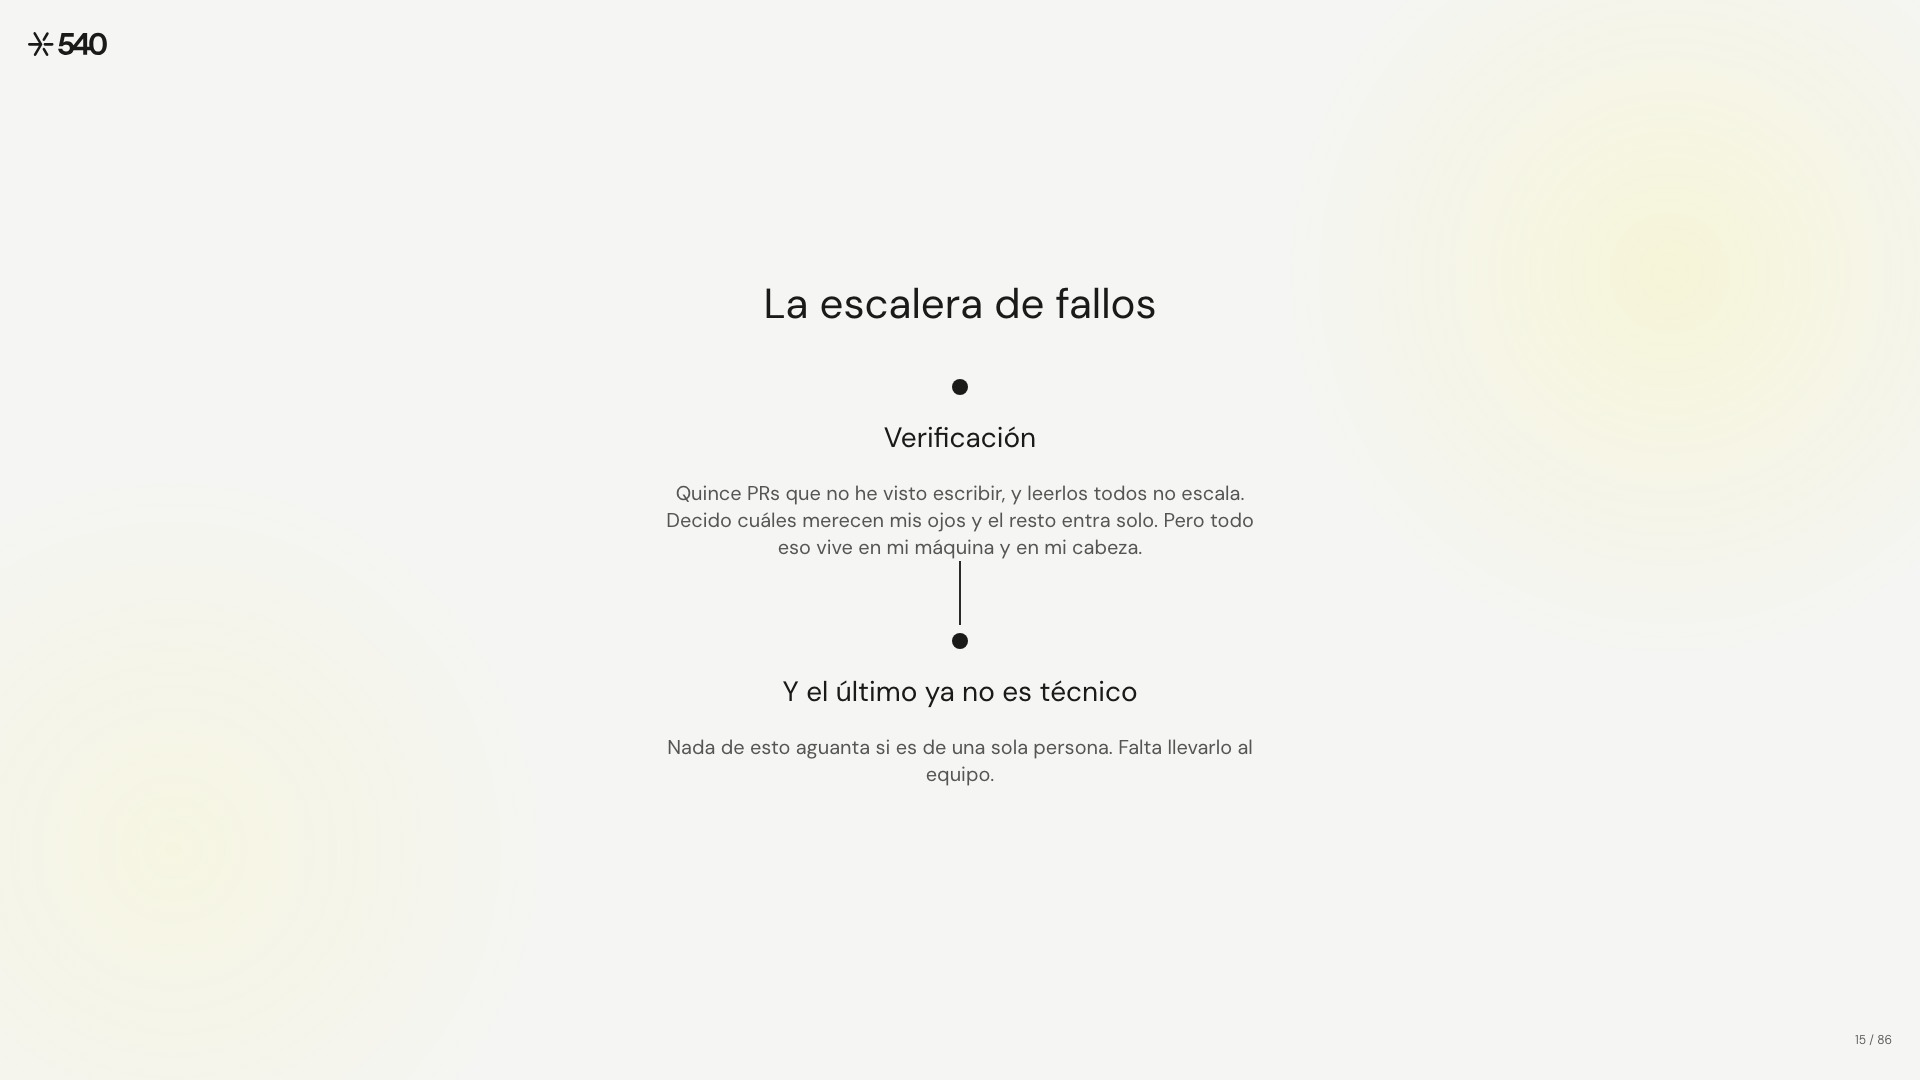 540
La escalera de fallos
Verificación
Quince PRs que no he visto escribir, y leerlos todos no escala.
Decido cuáles merecen mis ojos y el resto entra solo. Pero todo
eso vive en mi máquina y en mi cabeza.
Y el último ya no es técnico
Nada de esto aguanta si es de una sola persona. Falta llevarlo al
equipo.
15 / 86